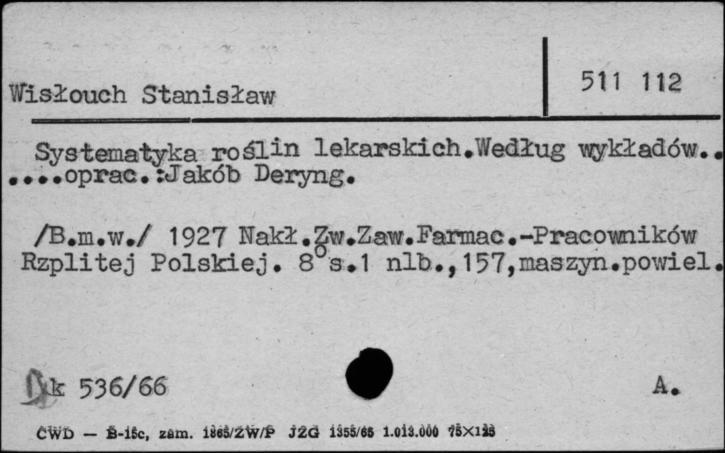 511 112
Wisłouch Stanisław
Systematyka roślin lekarskich.Według wykładów..
....oprac.:Jakób Deryng.
/B.m.w./ 1927 Nakł.Zw.Zaw.Farmac.-Pracowników
Rzplitej Polskiej. 8°s.1 nlb.,157,maszyn.powiel.
k 536/66
A.
CWD — B-15c, zam. 1865/ZW/P JZG 1355/65 1.013.000 75×125